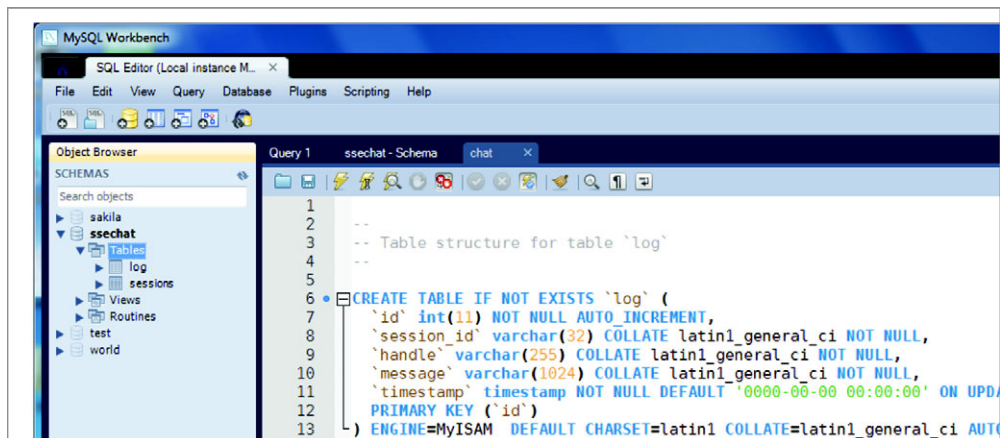 MySQL Workbench
SQL Editor (Local instance M...
File Edit View Query Database Plugins Scripting Help
Object Browser
Query 1 ssechat - Schema chat
SCHEMAS
Search objects
sakila
ssechat
Tables
log
sessions
Views
Routines
test
world
1
2 --
3 -- Table structure for table `log`
4 --
5
6 CREATE TABLE IF NOT EXISTS `log` (
7 `id` int(11) NOT NULL AUTO_INCREMENT,
8 `session_id` varchar(32) COLLATE latin1_general_ci NOT NULL,
9 `handle` varchar(255) COLLATE latin1_general_ci NOT NULL,
10 `message` varchar(1024) COLLATE latin1_general_ci NOT NULL,
11 `timestamp` timestamp NOT NULL DEFAULT '0000-00-00 00:00:00' ON UPDA
12 PRIMARY KEY (`id`)
13 ) ENGINE=MyISAM DEFAULT CHARSET=latin1 COLLATE=latin1_general_ci AUTO